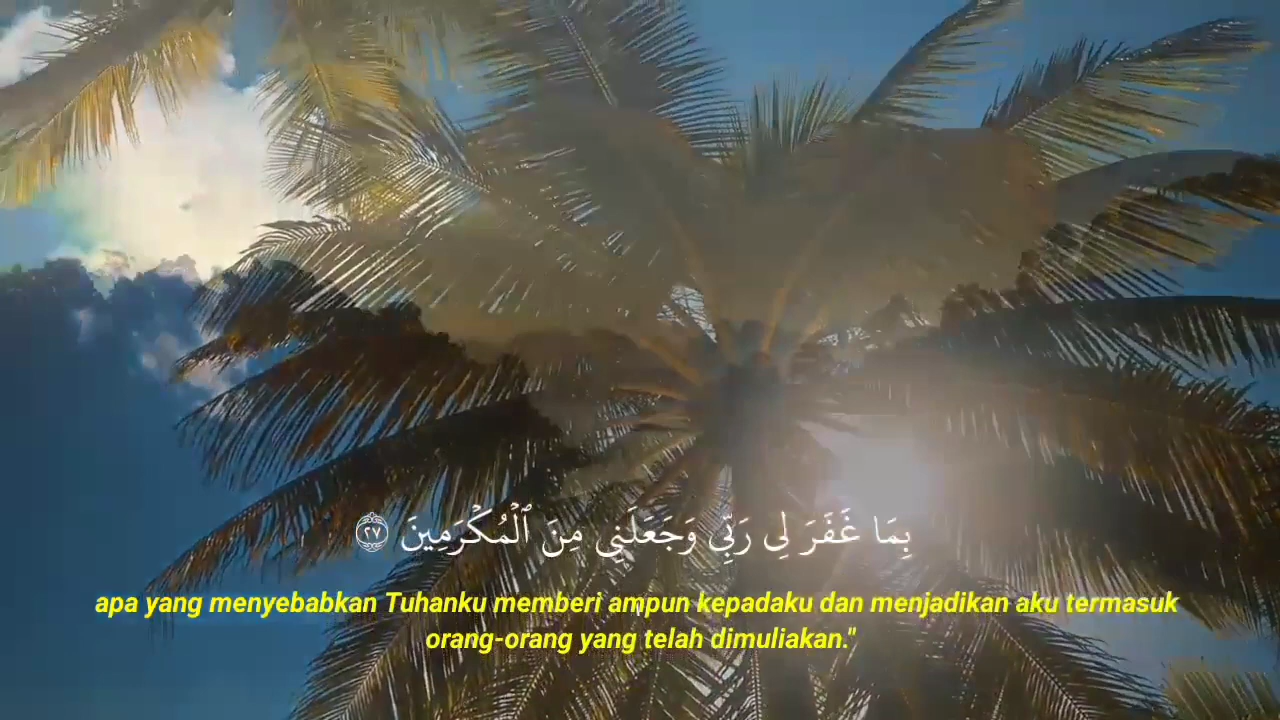 بِمَا غَفَرَ لِى رَبِّى وَجَعَلَنِى مِنَ ٱلْمُكْرَمِينَ ۝٢٧
apa yang menyebabkan Tuhanku memberi ampun kepadaku dan menjadikan aku termasuk
orang-orang yang telah dimuliakan."